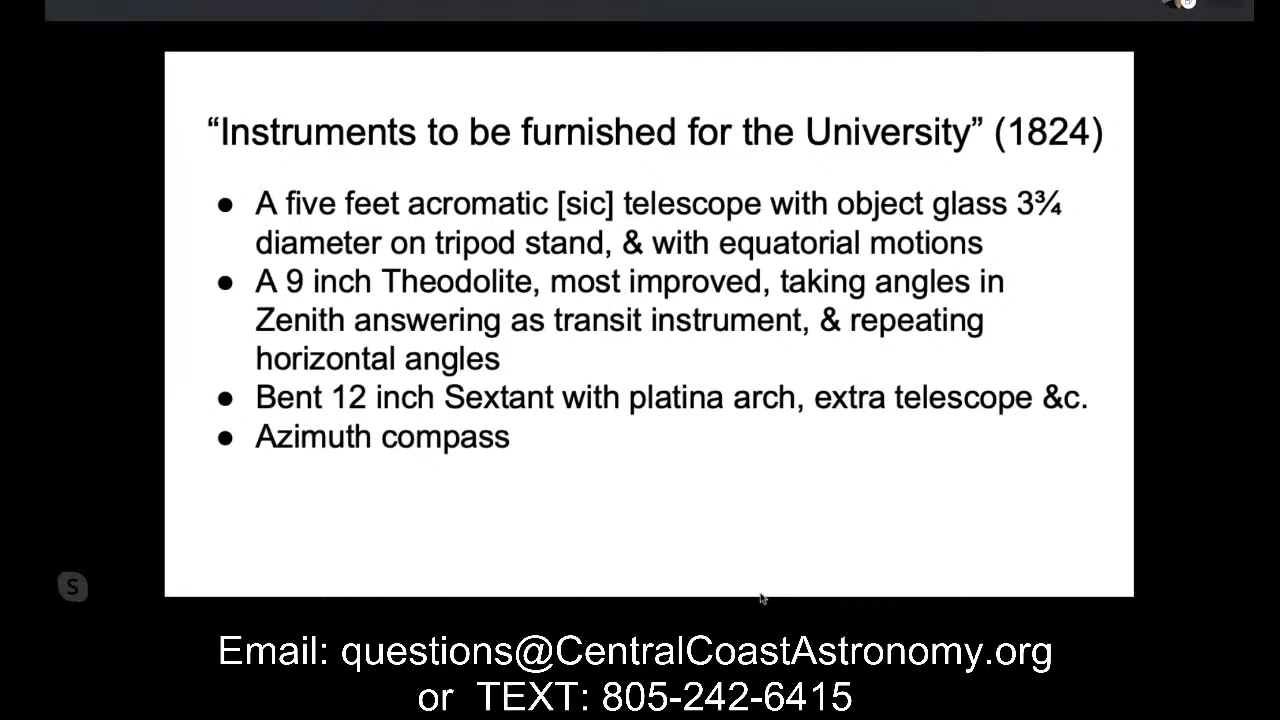 “Instruments to be furnished for the University” (1824)
● A five feet acromatic [sic] telescope with object glass 3¾
diameter on tripod stand, & with equatorial motions
● A 9 inch Theodolite, most improved, taking angles in
Zenith answering as transit instrument, & repeating
horizontal angles
● Bent 12 inch Sextant with platina arch, extra telescope &c.
● Azimuth compass
S
Email: questions@CentralCoastAstronomy.org
or TEXT: 805-242-6415